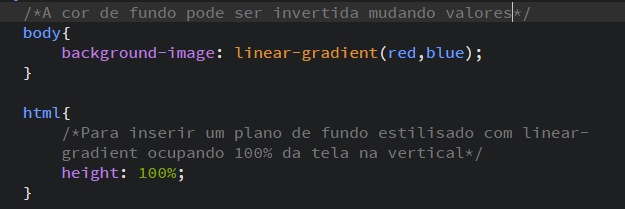 /*A cor de fundo pode ser invertida mudando valores*/
body{
background-image: linear-gradient(red,blue);
}
html{
/*Para inserir um plano de fundo estilisado com linear-
gradient ocupando 100% da tela na vertical*/
height: 100%;
}